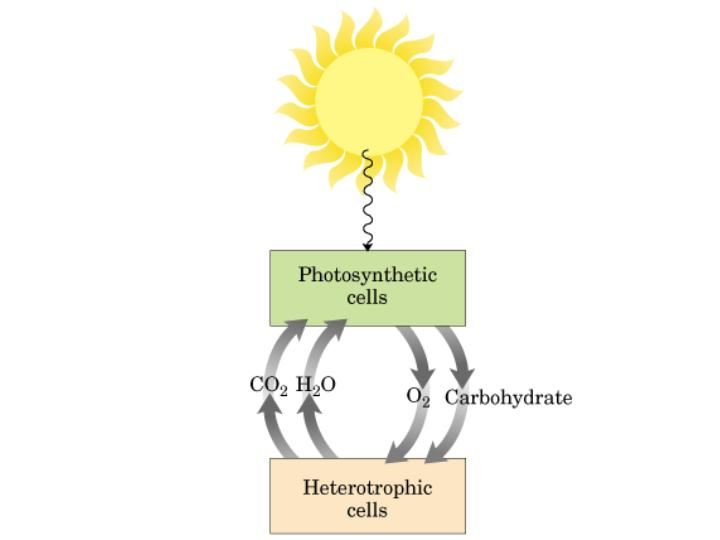 Photosynthetic
cells
CO₂ H₂O
O₂ Carbohydrate
Heterotrophic
cells